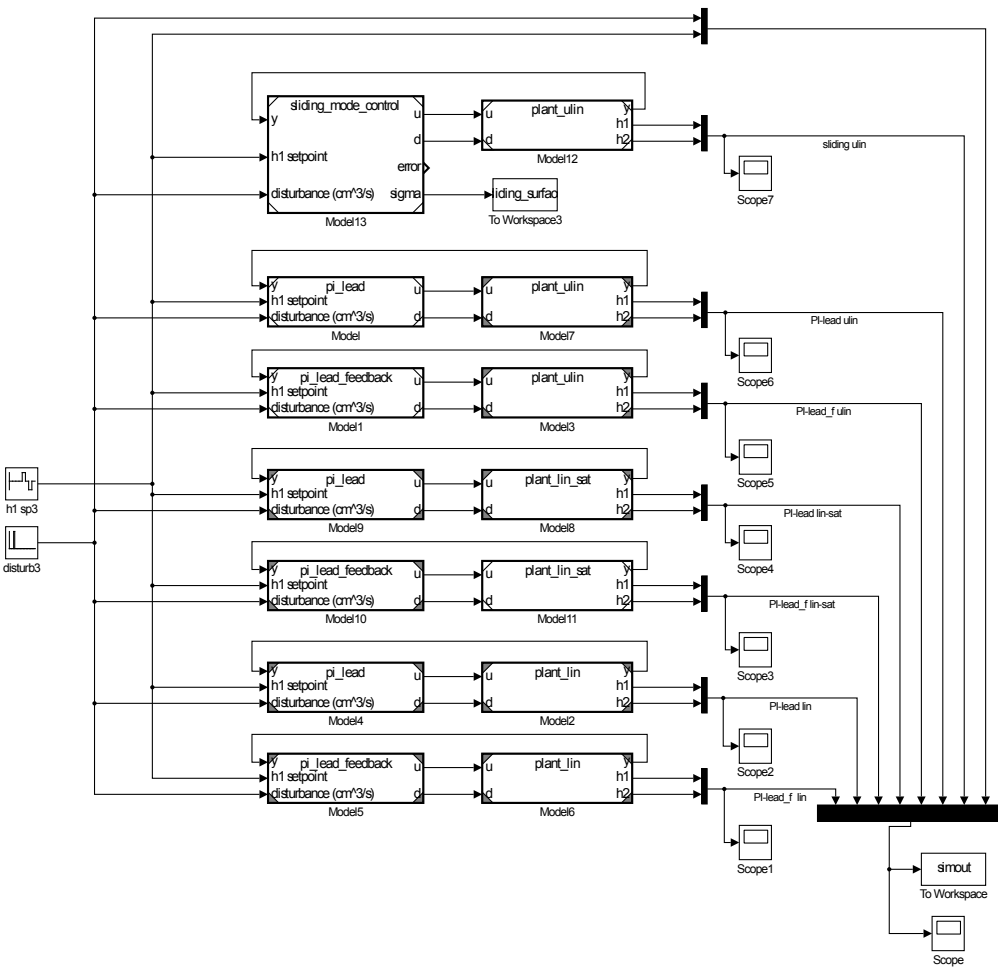 sliding_mode_control
y
h1 setpoint
disturbance (cm^3/s)
u
d
error
sigma
Model13
plant_ulin
u
d
y
h1
h2
Model12
liding_surfac
To Workspace3
sliding ulin
Scope7
pi_lead
y
h1 setpoint
disturbance (cm^3/s)
u
d
Model
plant_ulin
u
d
y
h1
h2
Model7
PI-lead ulin
Scope6
pi_lead_feedback
y
h1 setpoint
disturbance (cm^3/s)
u
d
Model1
plant_ulin
u
d
y
h1
h2
Model3
PI-lead_f ulin
Scope5
h1 sp3
disturb3
pi_lead
y
h1 setpoint
disturbance (cm^3/s)
u
d
Model9
plant_lin_sat
u
d
y
h1
h2
Model8
PI-lead lin-sat
Scope4
pi_lead_feedback
y
h1 setpoint
disturbance (cm^3/s)
u
d
Model10
plant_lin_sat
u
d
y
h1
h2
Model11
PI-lead_f lin-sat
Scope3
pi_lead
y
h1 setpoint
disturbance (cm^3/s)
u
d
Model4
plant_lin
u
d
y
h1
h2
Model2
PI-lead lin
Scope2
pi_lead_feedback
y
h1 setpoint
disturbance (cm^3/s)
u
d
Model5
plant_lin
u
d
y
h1
h2
Model6
PI-lead_f lin
Scope1
simout
To Workspace
Scope